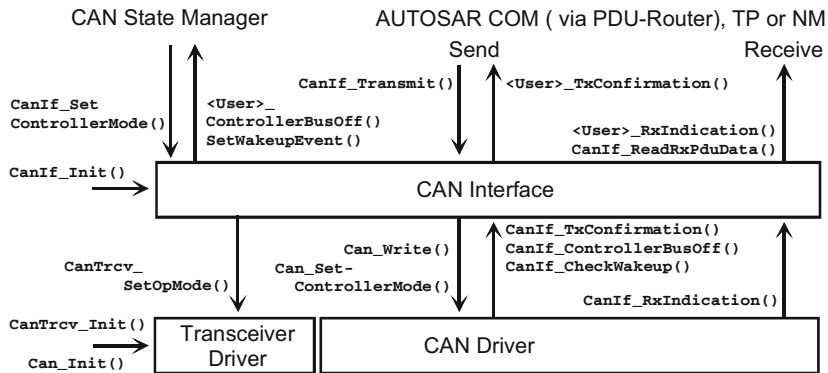 CAN State Manager
AUTOSAR COM ( via PDU-Router), TP or NM
Send
Receive
CanIf_Transmit()
<User>_TxConfirmation()
CanIf_Set
ControllerMode()
<User>_
ControllerBusOff()
SetWakeupEvent()
<User>_RxIndication()
CanIf_ReadRxPduData()
CanIf_Init()
CAN Interface
CanTrcv_
SetOpMode()
Can_Write()
Can_Set-
ControllerMode()
CanIf_TxConfirmation()
CanIf_ControllerBusOff()
CanIf_CheckWakeup()
CanIf_RxIndication()
CanTrcv_Init()
Can_Init()
Transceiver
Driver
CAN Driver